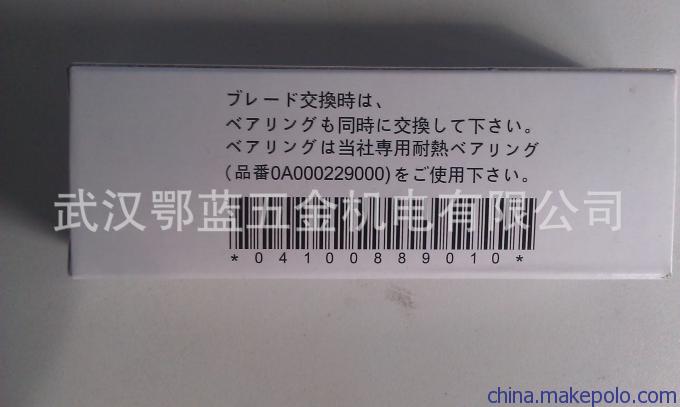 ブレード交換時は、
ベアリングも同時に交換して下さい。
ベアリングは当社専用耐熱ベアリング
(品番0A000229000)をご使用下さい。
武汉鄂蓝五金机电有限公司
*04100889010*
china.makepolo.com